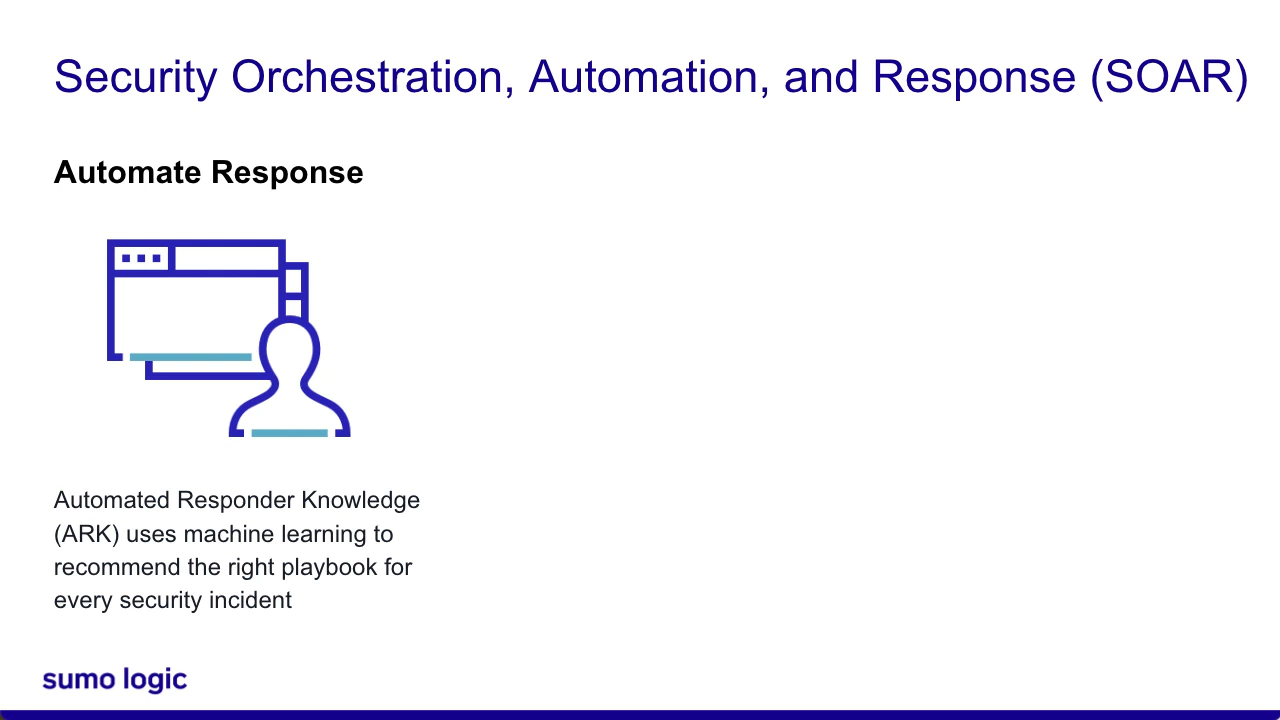 Security Orchestration, Automation, and Response (SOAR)
Automate Response
Automated Responder Knowledge
(ARK) uses machine learning to
recommend the right playbook for
every security incident
sumo logic